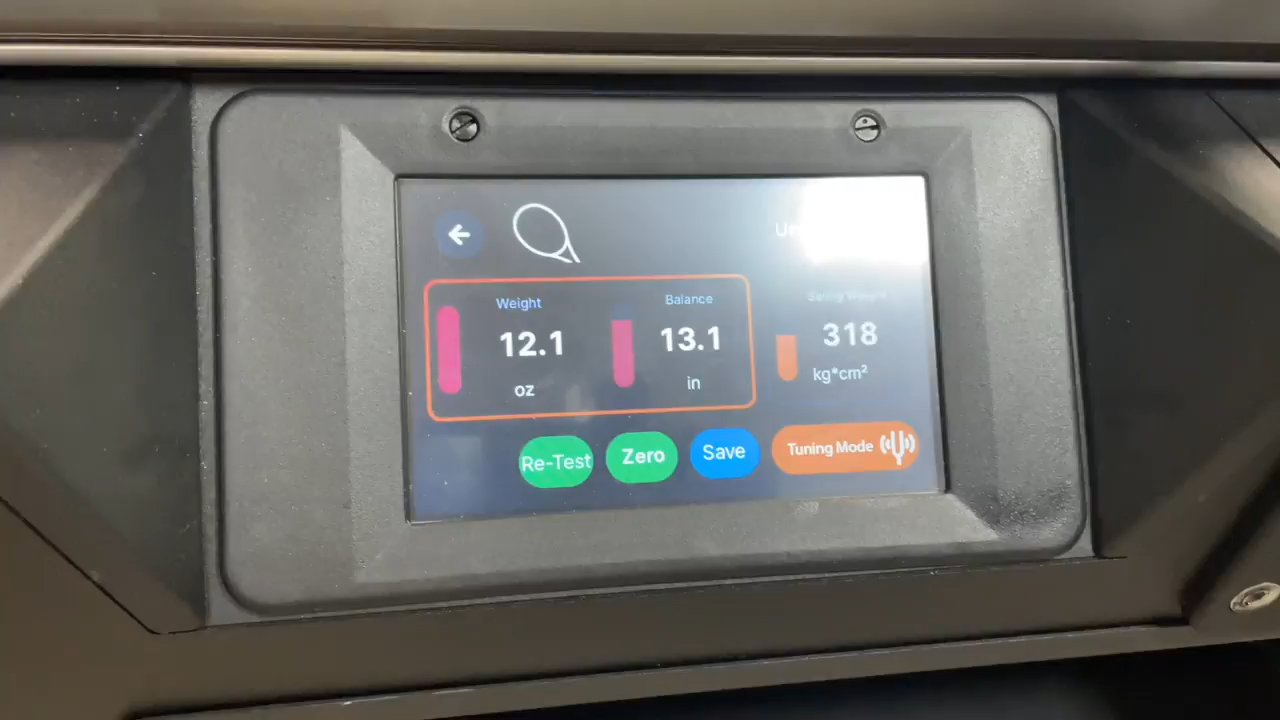 Weight
12.1
oz
Balance
13.1
in
Swing Weight
318
kg*cm²
Re-Test
Zero
Save
Tuning Mode